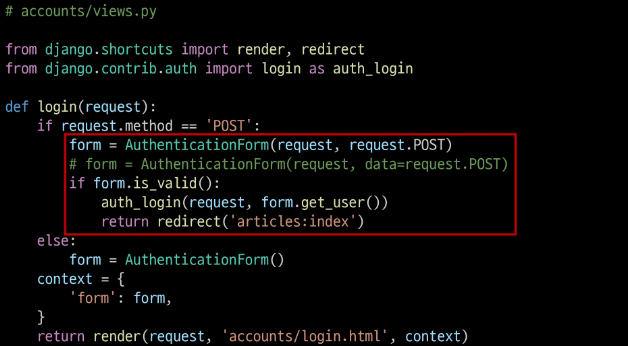 # accounts/views.py

from django.shortcuts import render, redirect
from django.contrib.auth import login as auth_login

def login(request):
    if request.method == 'POST':
        form = AuthenticationForm(request, request.POST)
        # form = AuthenticationForm(request, data=request.POST)
        if form.is_valid():
            auth_login(request, form.get_user())
            return redirect('articles:index')
    else:
        form = AuthenticationForm()
    context = {
        'form': form,
    }
    return render(request, 'accounts/login.html', context)